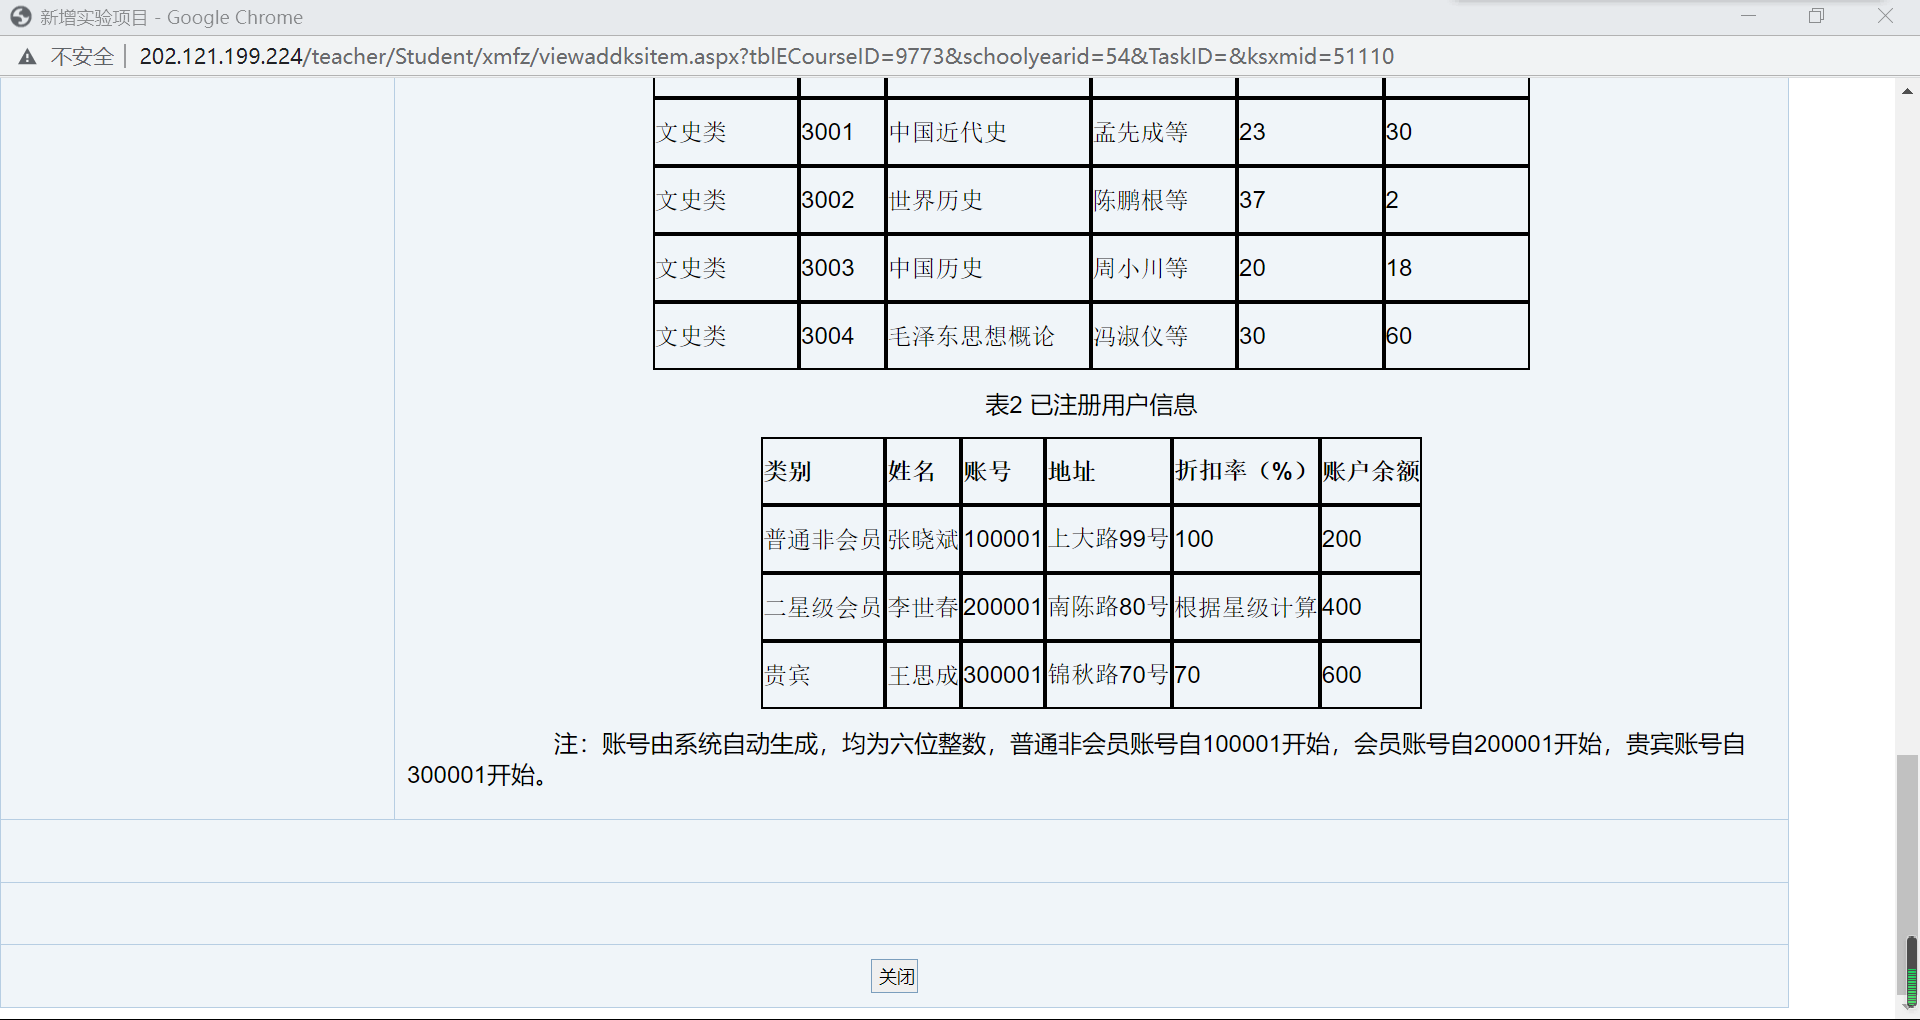 新增实验项目 - Google Chrome
不安全 | 202.121.199.224/teacher/Student/xmfz/viewaddksitem.aspx?tblECourseID=9773&schoolyearid=54&TaskID=&ksxmid=51110
文史类 3001 中国近代史 孟先成等 23 30
文史类 3002 世界历史 陈鹏根等 37 2
文史类 3003 中国历史 周小川等 20 18
文史类 3004 毛泽东思想概论 冯淑仪等 30 60
表2 已注册用户信息
类别 姓名 账号 地址 折扣率（%） 账户余额
普通非会员 张晓斌 100001 上大路99号 100 200
二星级会员 李世春 200001 南陈路80号 根据星级计算 400
贵宾 王思成 300001 锦秋路70号 70 600
注：账号由系统自动生成，均为六位整数，普通非会员账号自100001开始，会员账号自200001开始，贵宾账号自
300001开始。
关闭